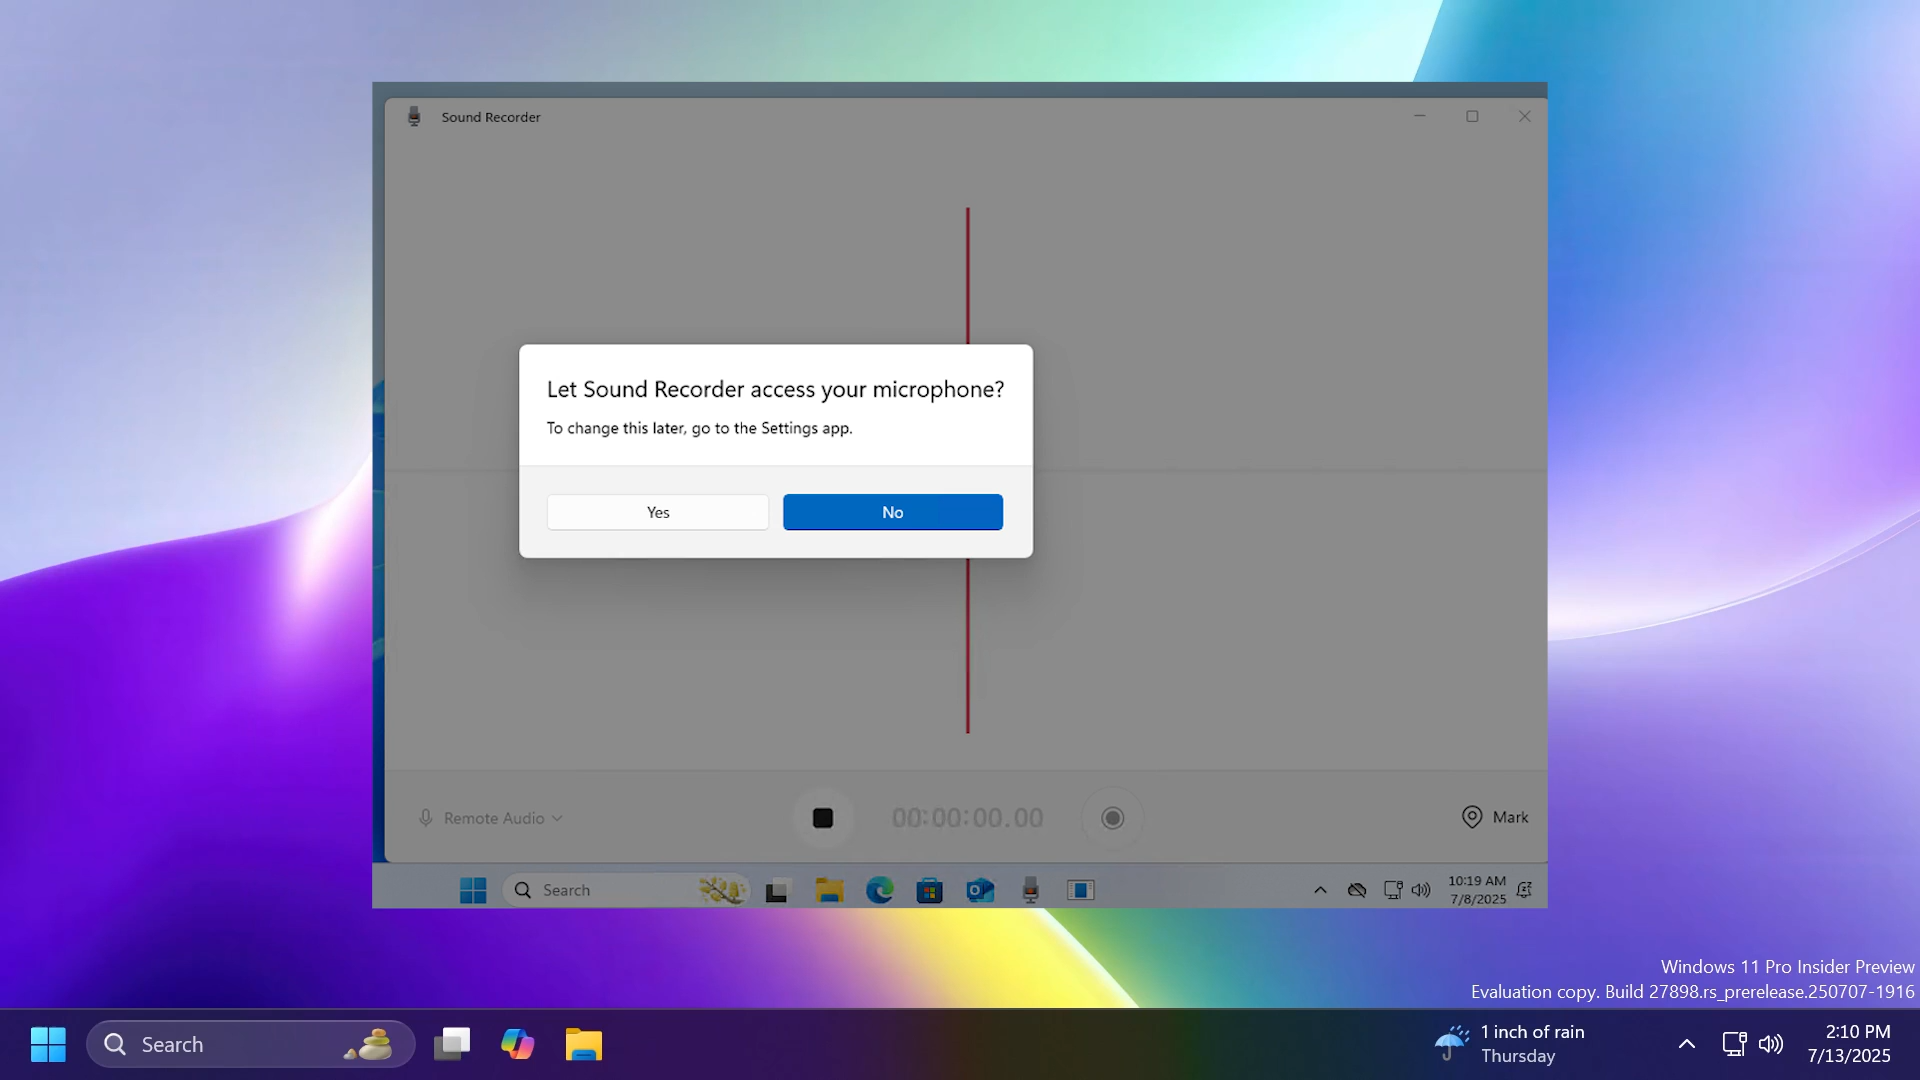 Sound Recorder
Let Sound Recorder access your microphone?
To change this later, go to the Settings app.
Yes
No
Remote Audio
00:00:00.00
Mark
Search
10:19 AM
7/8/2025
Windows 11 Pro Insider Preview
Evaluation copy. Build 27898.rs_prerelease.250707-1916
Search
1 inch of rain
Thursday
2:10 PM
7/13/2025